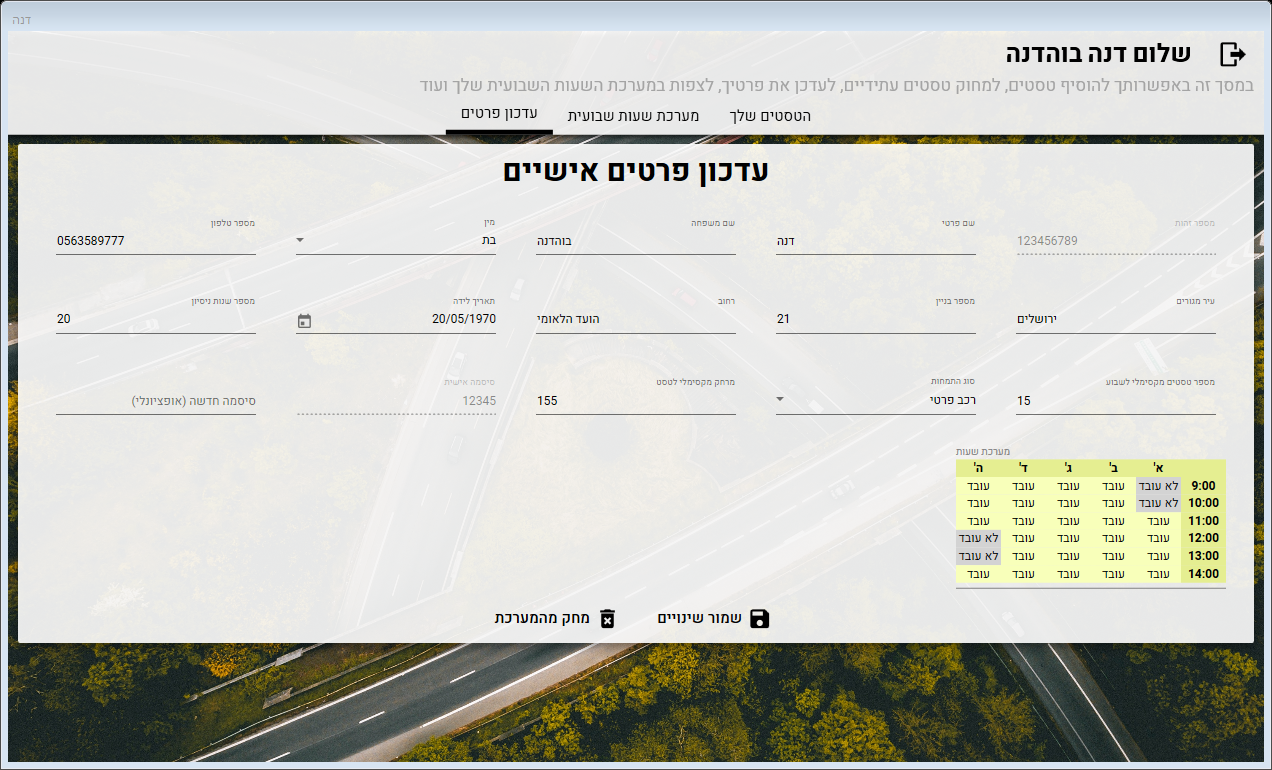 דנה
שלום דנה בוהדנה
במסך זה באפשרותך להוסיף טסטים, למחוק טסטים עתידיים, לעדכן את פרטיך, לצפות במערכת השעות השבועית שלך ועוד
הטסטים שלך מערכת שעות שבועית עדכון פרטים
עדכון פרטים אישיים
מספר זהות שם פרטי שם משפחה מין מספר טלפון
123456789 דנה בוהדנה בת 0563589777
עיר מגורים מספר בניין רחוב תאריך לידה מספר שנות ניסיון
ירושלים 21 הועד הלאומי 20/05/1970 20
מספר טסטים מקסימלי לשבוע סוג התמחות מרחק מקסימלי לטסט סיסמה אישית
15 רכב פרטי 155 12345 סיסמה חדשה (אופציונלי)
מערכת שעות
א' ב' ג' ד' ה'
9:00 לא עובד עובד עובד עובד עובד
10:00 לא עובד עובד עובד עובד עובד
11:00 עובד עובד עובד עובד עובד
12:00 עובד עובד עובד עובד לא עובד
13:00 עובד עובד עובד עובד לא עובד
14:00 עובד עובד עובד עובד עובד
שמור שינויים מחק מהמערכת